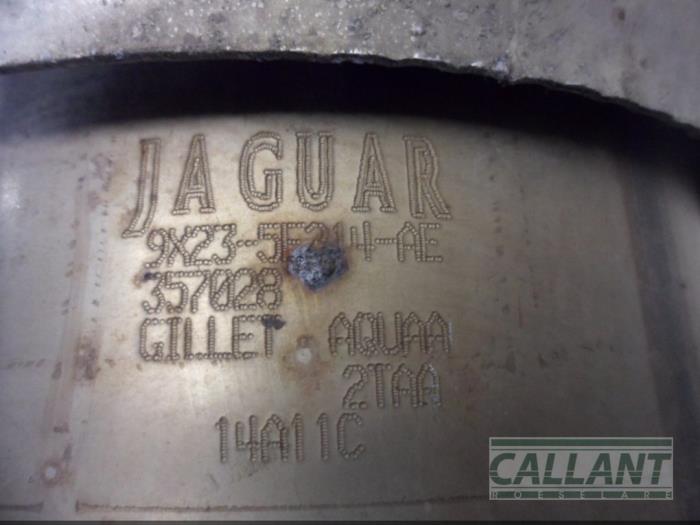 JAGUAR
9X23-5E214-AE
357028
GILLET AQUAA
2TAA
14A11C
CALLANT
ROESELARE